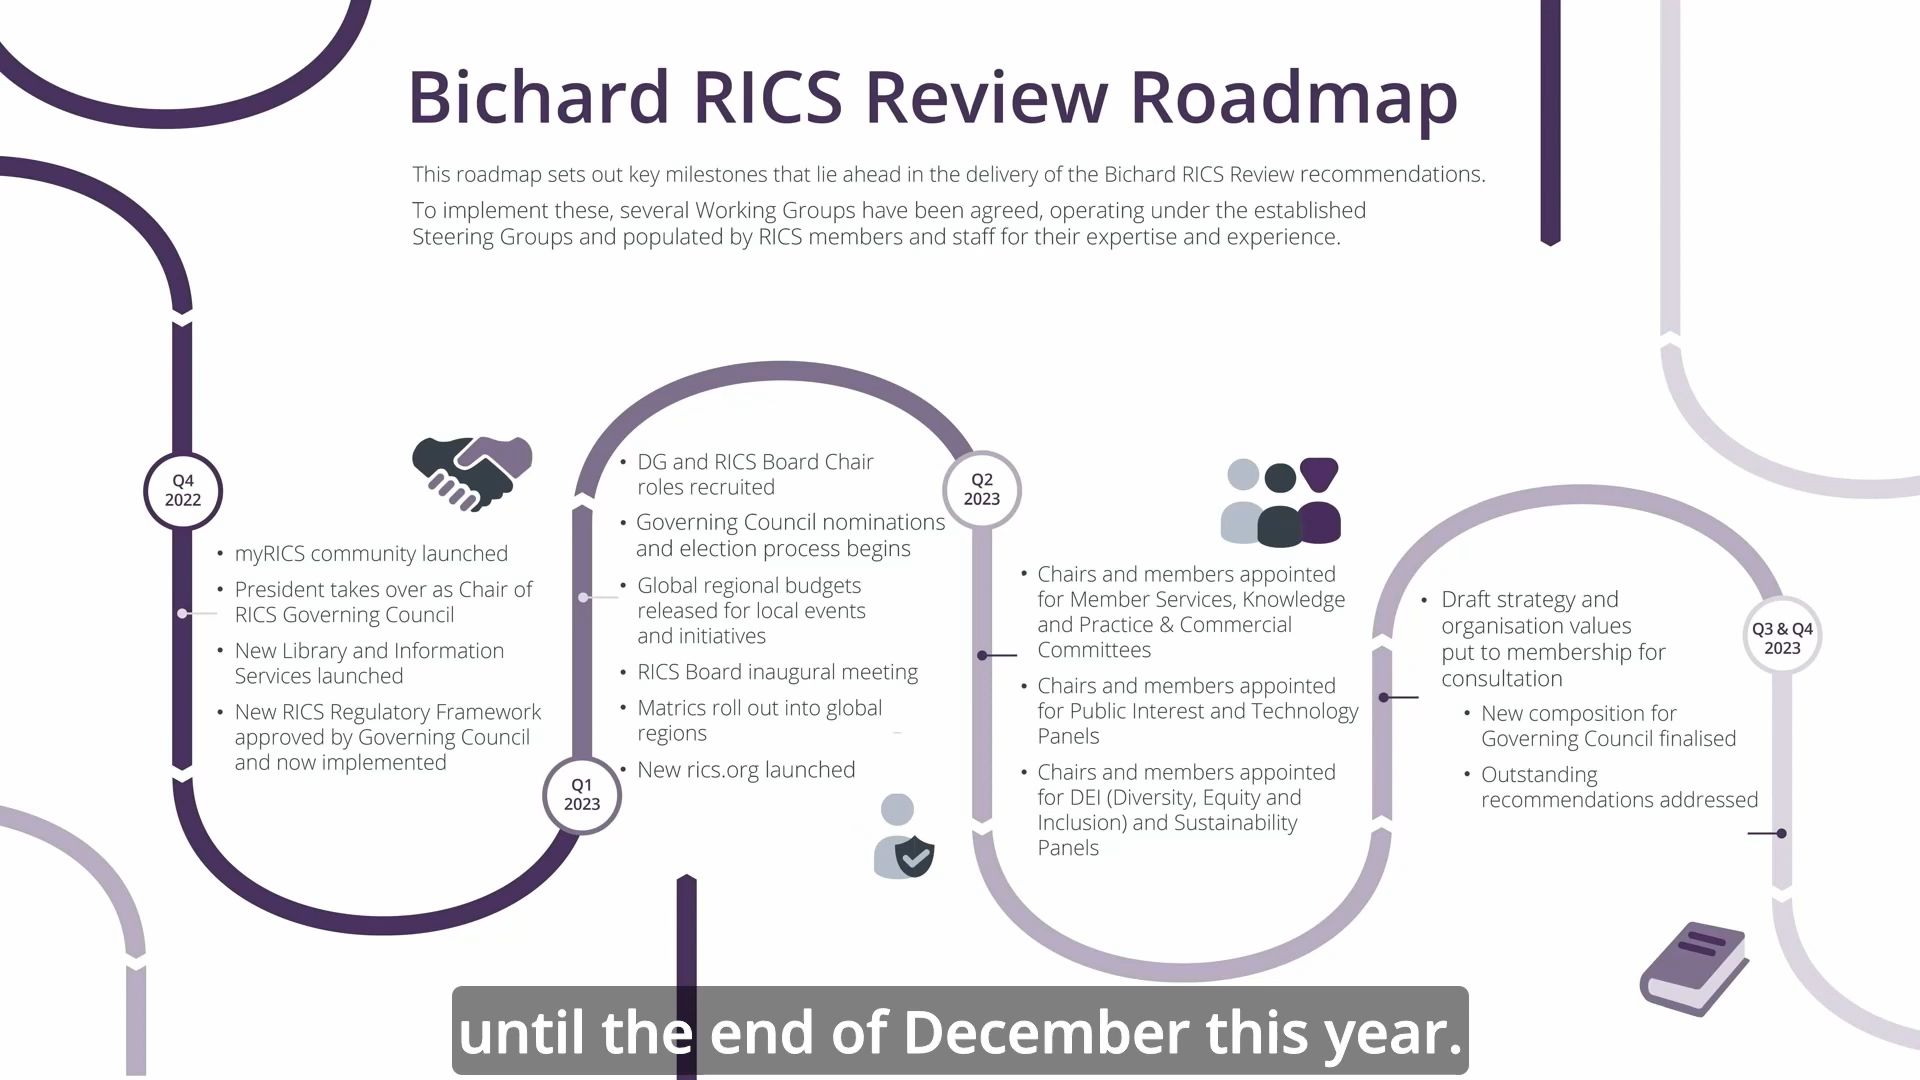 Bichard RICS Review Roadmap
This roadmap sets out key milestones that lie ahead in the delivery of the Bichard RICS Review recommendations.
To implement these, several Working Groups have been agreed, operating under the established
Steering Groups and populated by RICS members and staff for their expertise and experience.
Q4
2022
• myRICS community launched
• President takes over as Chair of
RICS Governing Council
• New Library and Information
Services launched
• New RICS Regulatory Framework
approved by Governing Council
and now implemented
Q1
2023
• DG and RICS Board Chair
roles recruited
• Governing Council nominations
and election process begins
• Global regional budgets
released for local events
and initiatives
• RICS Board inaugural meeting
• Matrics roll out into global
regions
• New rics.org launched
Q2
2023
• Chairs and members appointed
for Member Services, Knowledge
and Practice & Commercial
Committees
• Chairs and members appointed
for Public Interest and Technology
Panels
• Chairs and members appointed
for DEI (Diversity, Equity and
Inclusion) and Sustainability
Panels
• Draft strategy and
organisation values
put to membership for
consultation
Q3 & Q4
2023
• New composition for
Governing Council finalised
• Outstanding
recommendations addressed
until the end of December this year.